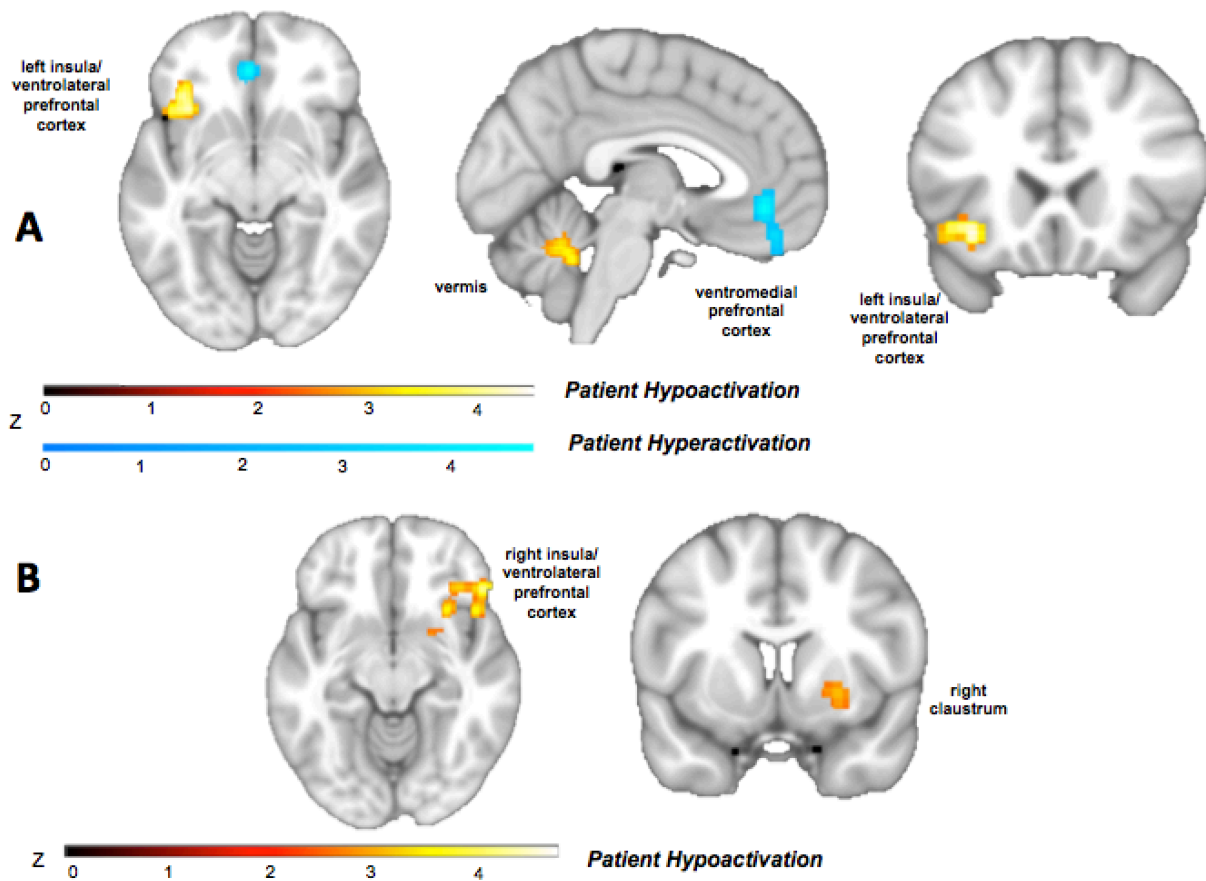 left insula/
ventrolateral
prefrontal
cortex
A
vermis
ventromedial
prefrontal
cortex
left insula/
ventrolateral
prefrontal
cortex
Patient Hypoactivation
0 1 2 3 4
Z
Patient Hyperactivation
0 1 2 3 4
B
right insula/
ventrolateral
prefrontal
cortex
right
claustrum
Z
Patient Hypoactivation
0 1 2 3 4